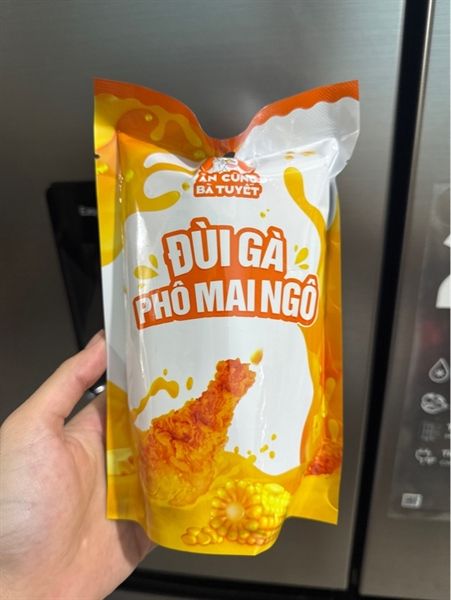 ĂN CÙNG
BÀ TUYẾT
ĐÙI GÀ
PHÔ MAI NGÔ